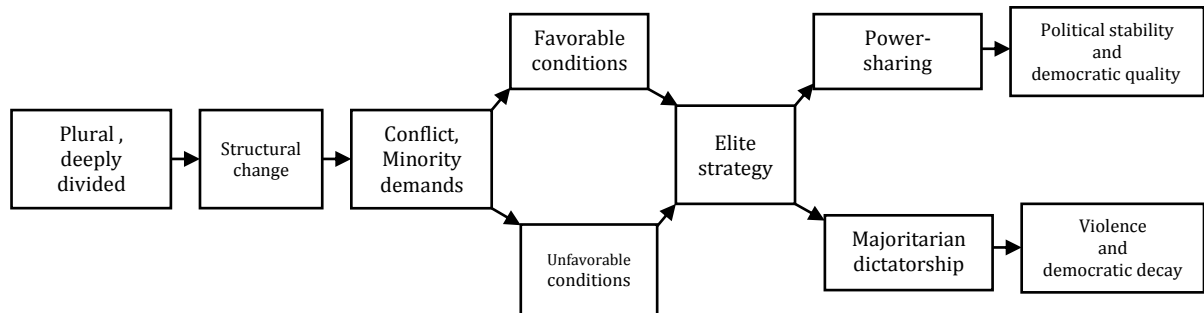 Plural ,
deeply
divided
Structural
change
Conflict,
Minority
demands
Favorable
conditions
Unfavorable
conditions
Elite
strategy
Power-
sharing
Political stability
and
democratic quality
Majoritarian
dictatorship
Violence
and
democratic decay